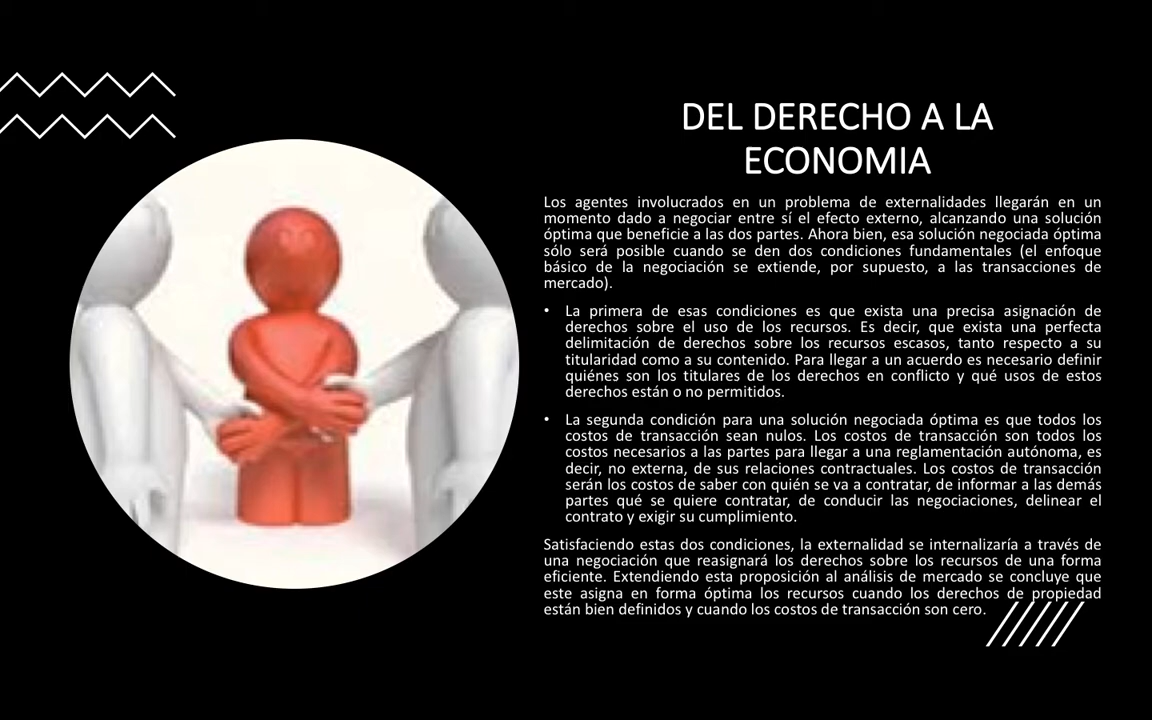 DEL DERECHO A LA
ECONOMIA
Los agentes involucrados en un problema de externalidades llegarán en un
momento dado a negociar entre sí el efecto externo, alcanzando una solución
óptima que beneficie a las dos partes. Ahora bien, esa solución negociada óptima
sólo será posible cuando se den dos condiciones fundamentales (el enfoque
básico de la negociación se extiende, por supuesto, a las transacciones de
mercado).
• La primera de esas condiciones es que exista una precisa asignación de
derechos sobre el uso de los recursos. Es decir, que exista una perfecta
delimitación de derechos sobre los recursos escasos, tanto respecto a su
titularidad como a su contenido. Para llegar a un acuerdo es necesario definir
quiénes son los titulares de los derechos en conflicto y qué usos de estos
derechos están o no permitidos.
• La segunda condición para una solución negociada óptima es que todos los
costos de transacción sean nulos. Los costos de transacción son todos los
costos necesarios a las partes para llegar a una reglamentación autónoma, es
decir, no externa, de sus relaciones contractuales. Los costos de transacción
serán los costos de saber con quién se va a contratar, de informar a las demás
partes qué se quiere contratar, de conducir las negociaciones, delinear el
contrato y exigir su cumplimiento.
Satisfaciendo estas dos condiciones, la externalidad se internalizaría a través de
una negociación que reasignará los derechos sobre los recursos de una forma
eficiente. Extendiendo esta proposición al análisis de mercado se concluye que
este asigna en forma óptima los recursos cuando los derechos de propiedad
están bien definidos y cuando los costos de transacción son cero.